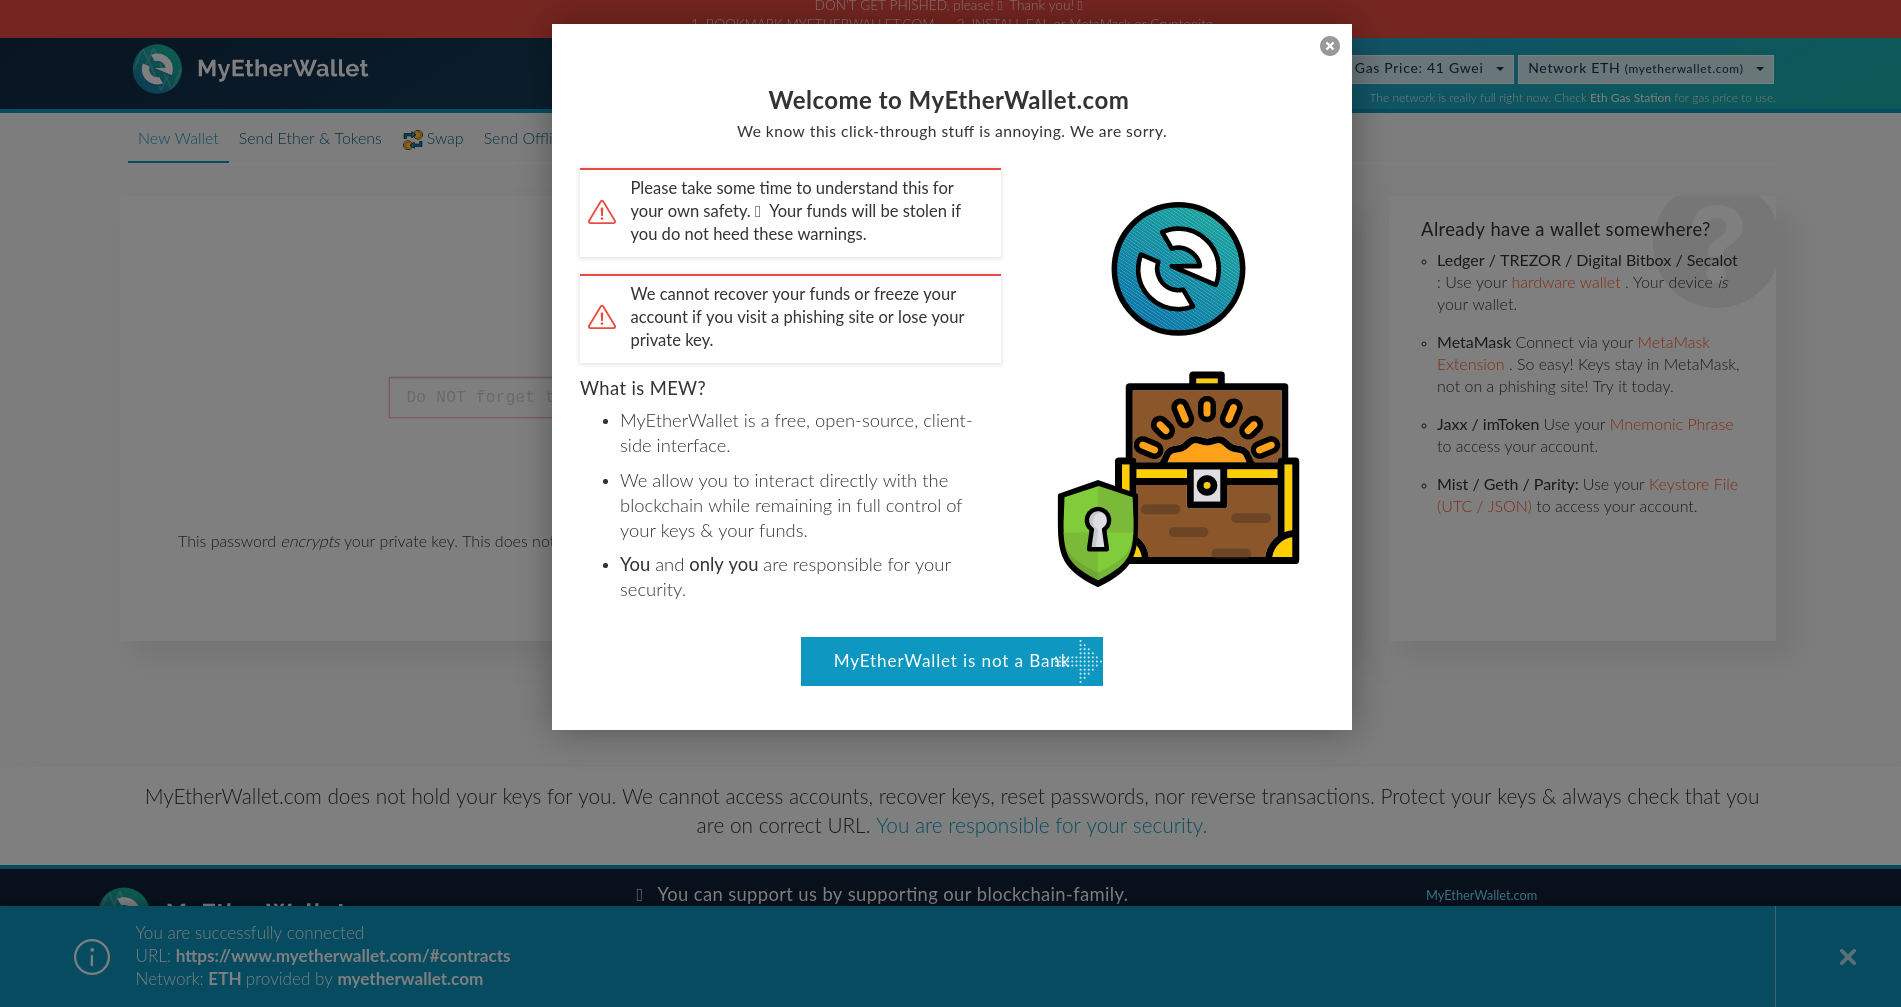 DON'T GET PHISHED, please! Thank you!
1. BOOKMARK MYETHERWALLET.COM 2. INSTALL EAL or MetaMask or Cryptonite
MyEtherWallet
Gas Price: 41 Gwei
Network ETH (myetherwallet.com)
The network is really full right now. Check Eth Gas Station for gas price to use.
New Wallet
Send Ether & Tokens
Swap
Send Offli
Welcome to MyEtherWallet.com
We know this click-through stuff is annoying. We are sorry.
Please take some time to understand this for
your own safety. Your funds will be stolen if
you do not heed these warnings.
We cannot recover your funds or freeze your
account if you visit a phishing site or lose your
private key.
What is MEW?
• MyEtherWallet is a free, open-source, client-
side interface.
• We allow you to interact directly with the
blockchain while remaining in full control of
your keys & your funds.
• You and only you are responsible for your
security.
MyEtherWallet is not a Bank
Do NOT forget t
This password encrypts your private key. This does not
Already have a wallet somewhere?
Ledger / TREZOR / Digital Bitbox / Secalot
: Use your hardware wallet . Your device is
your wallet.
MetaMask Connect via your MetaMask
Extension . So easy! Keys stay in MetaMask,
not on a phishing site! Try it today.
Jaxx / imToken Use your Mnemonic Phrase
to access your account.
Mist / Geth / Parity: Use your Keystore File
(UTC / JSON) to access your account.
MyEtherWallet.com does not hold your keys for you. We cannot access accounts, recover keys, reset passwords, nor reverse transactions. Protect your keys & always check that you
are on correct URL. You are responsible for your security.
MyEtherWallet
You can support us by supporting our blockchain-family.
MyEtherWallet.com
You are successfully connected
URL: https://www.myetherwallet.com/#contracts
Network: ETH provided by myetherwallet.com